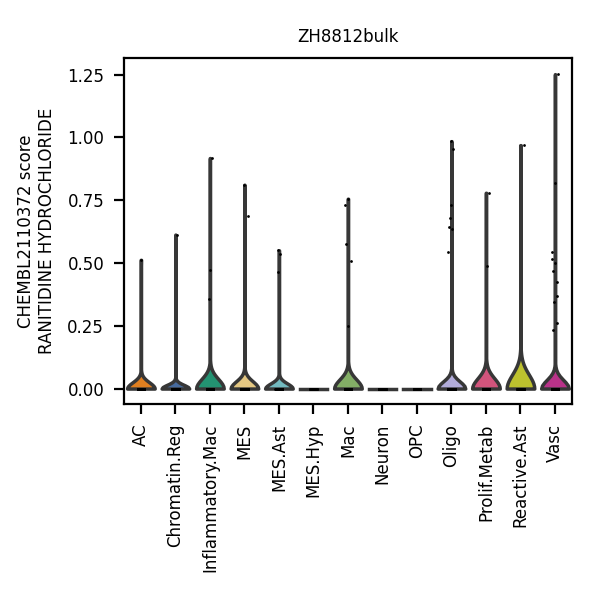 ZH8812bulk
CHEMBL2110372 score
RANITIDINE HYDROCHLORIDE
1.25
1.00
0.75
0.50
0.25
0.00
AC
Chromatin.Reg
Inflammatory.Mac
MES
MES.Ast
MES.Hyp
Mac
Neuron
OPC
Oligo
Prolif.Metab
Reactive.Ast
Vasc